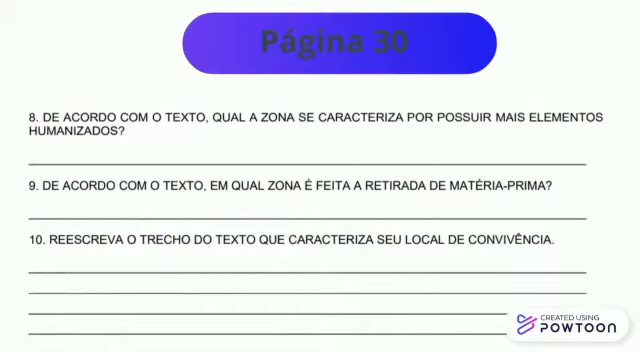 Página 30
8. DE ACORDO COM O TEXTO, QUAL A ZONA SE CARACTERIZA POR POSSUIR MAIS ELEMENTOS
HUMANIZADOS?
9. DE ACORDO COM O TEXTO, EM QUAL ZONA É FEITA A RETIRADA DE MATÉRIA-PRIMA?
10. REESCREVA O TRECHO DO TEXTO QUE CARACTERIZA SEU LOCAL DE CONVIVÊNCIA.
CREATED USING
POWTOON